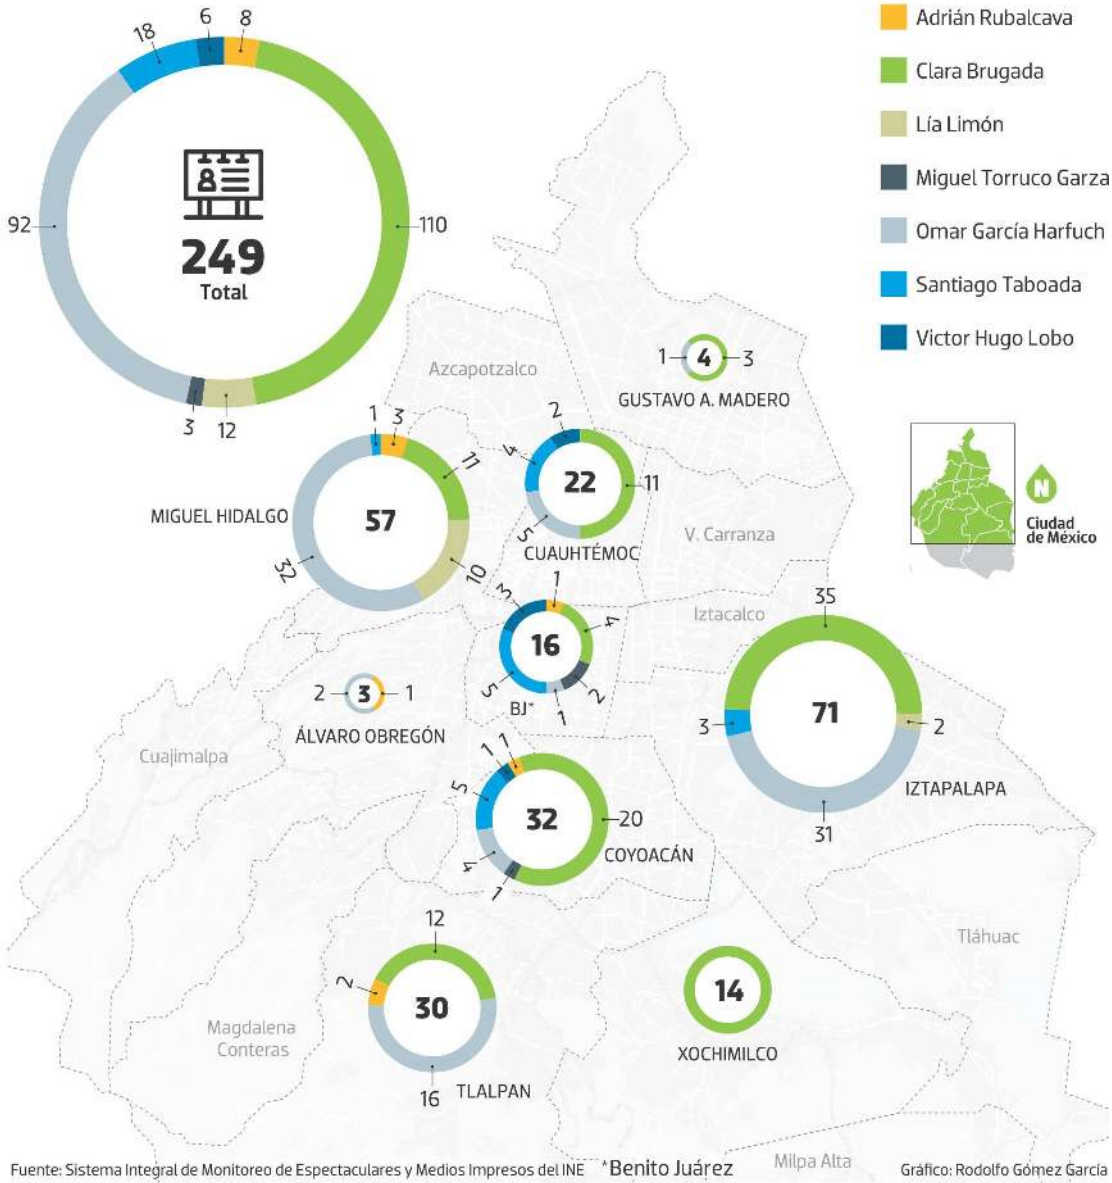 6
8
18
92
110
249
Total
3
12
Adrián Rubalcava
Clara Brugada
Lía Limón
Miguel Torruco Garza
Omar García Harfuch
Santiago Taboada
Victor Hugo Lobo
Azcapotzalco
1
4
3
GUSTAVO A. MADERO
1
3
11
57
MIGUEL HIDALGO
32
10
2
4
22
11
5
CUAUHTÉMOC
V. Carranza
N
Ciudad
de México
Iztacalco
3
1
4
16
5
1
2
BJ*
35
71
3
2
31
IZTAPALAPA
2
3
1
ÁLVARO OBREGÓN
Cuajimalpa
1
1
5
32
20
4
1
COYOACÁN
12
2
30
16
TLALPAN
Magdalena
Conteras
14
XOCHIMILCO
Tláhuac
Milpa Alta
Fuente: Sistema Integral de Monitoreo de Espectaculares y Medios Impresos del INE *Benito Juárez
Gráfico: Rodolfo Gómez García